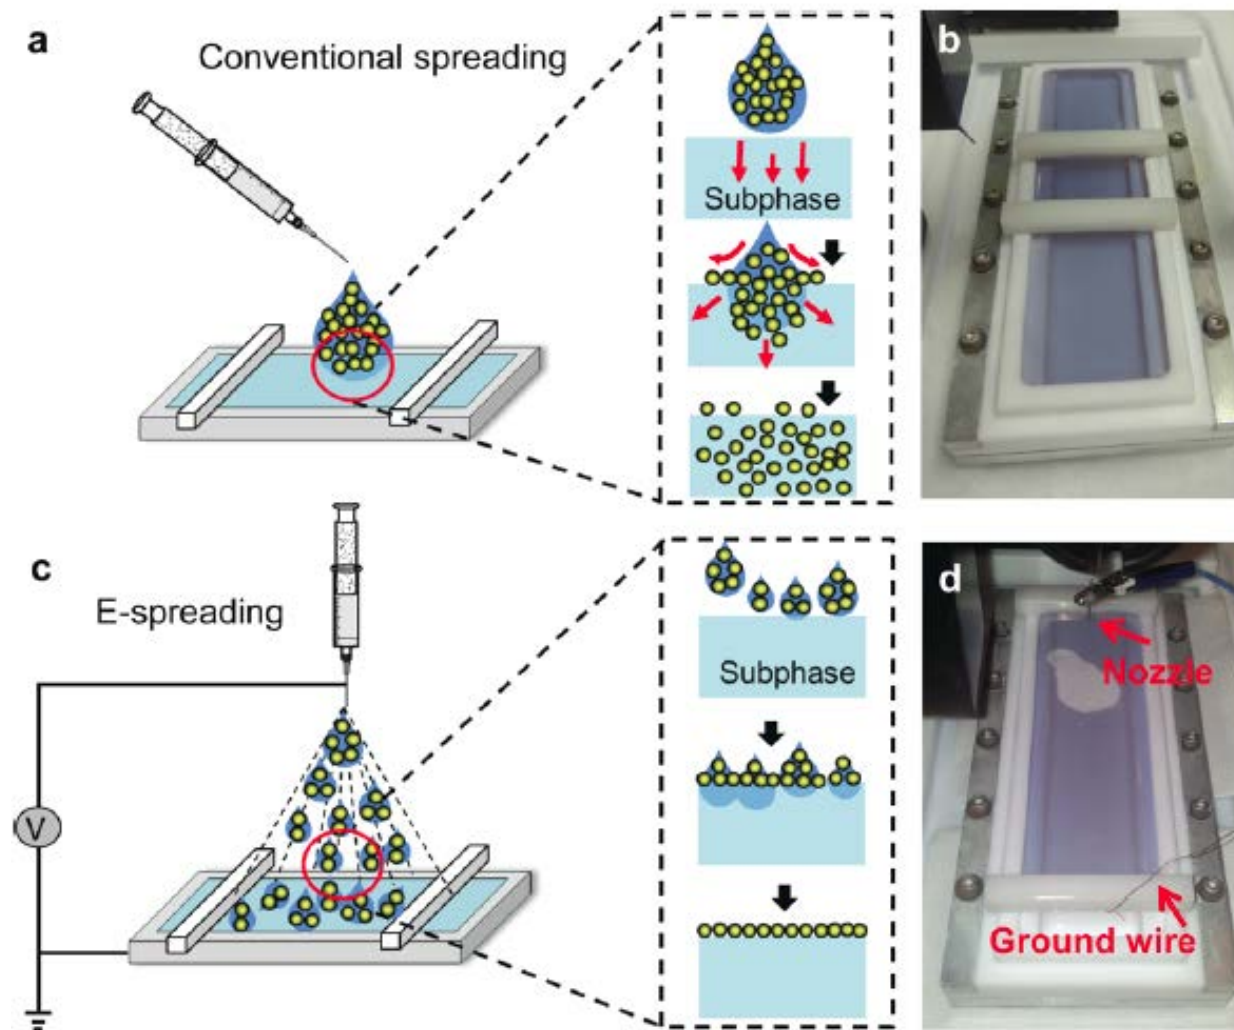 a
Conventional spreading
Subphase
b
c
E-spreading
V
Subphase
d
Nozzle
Ground wire